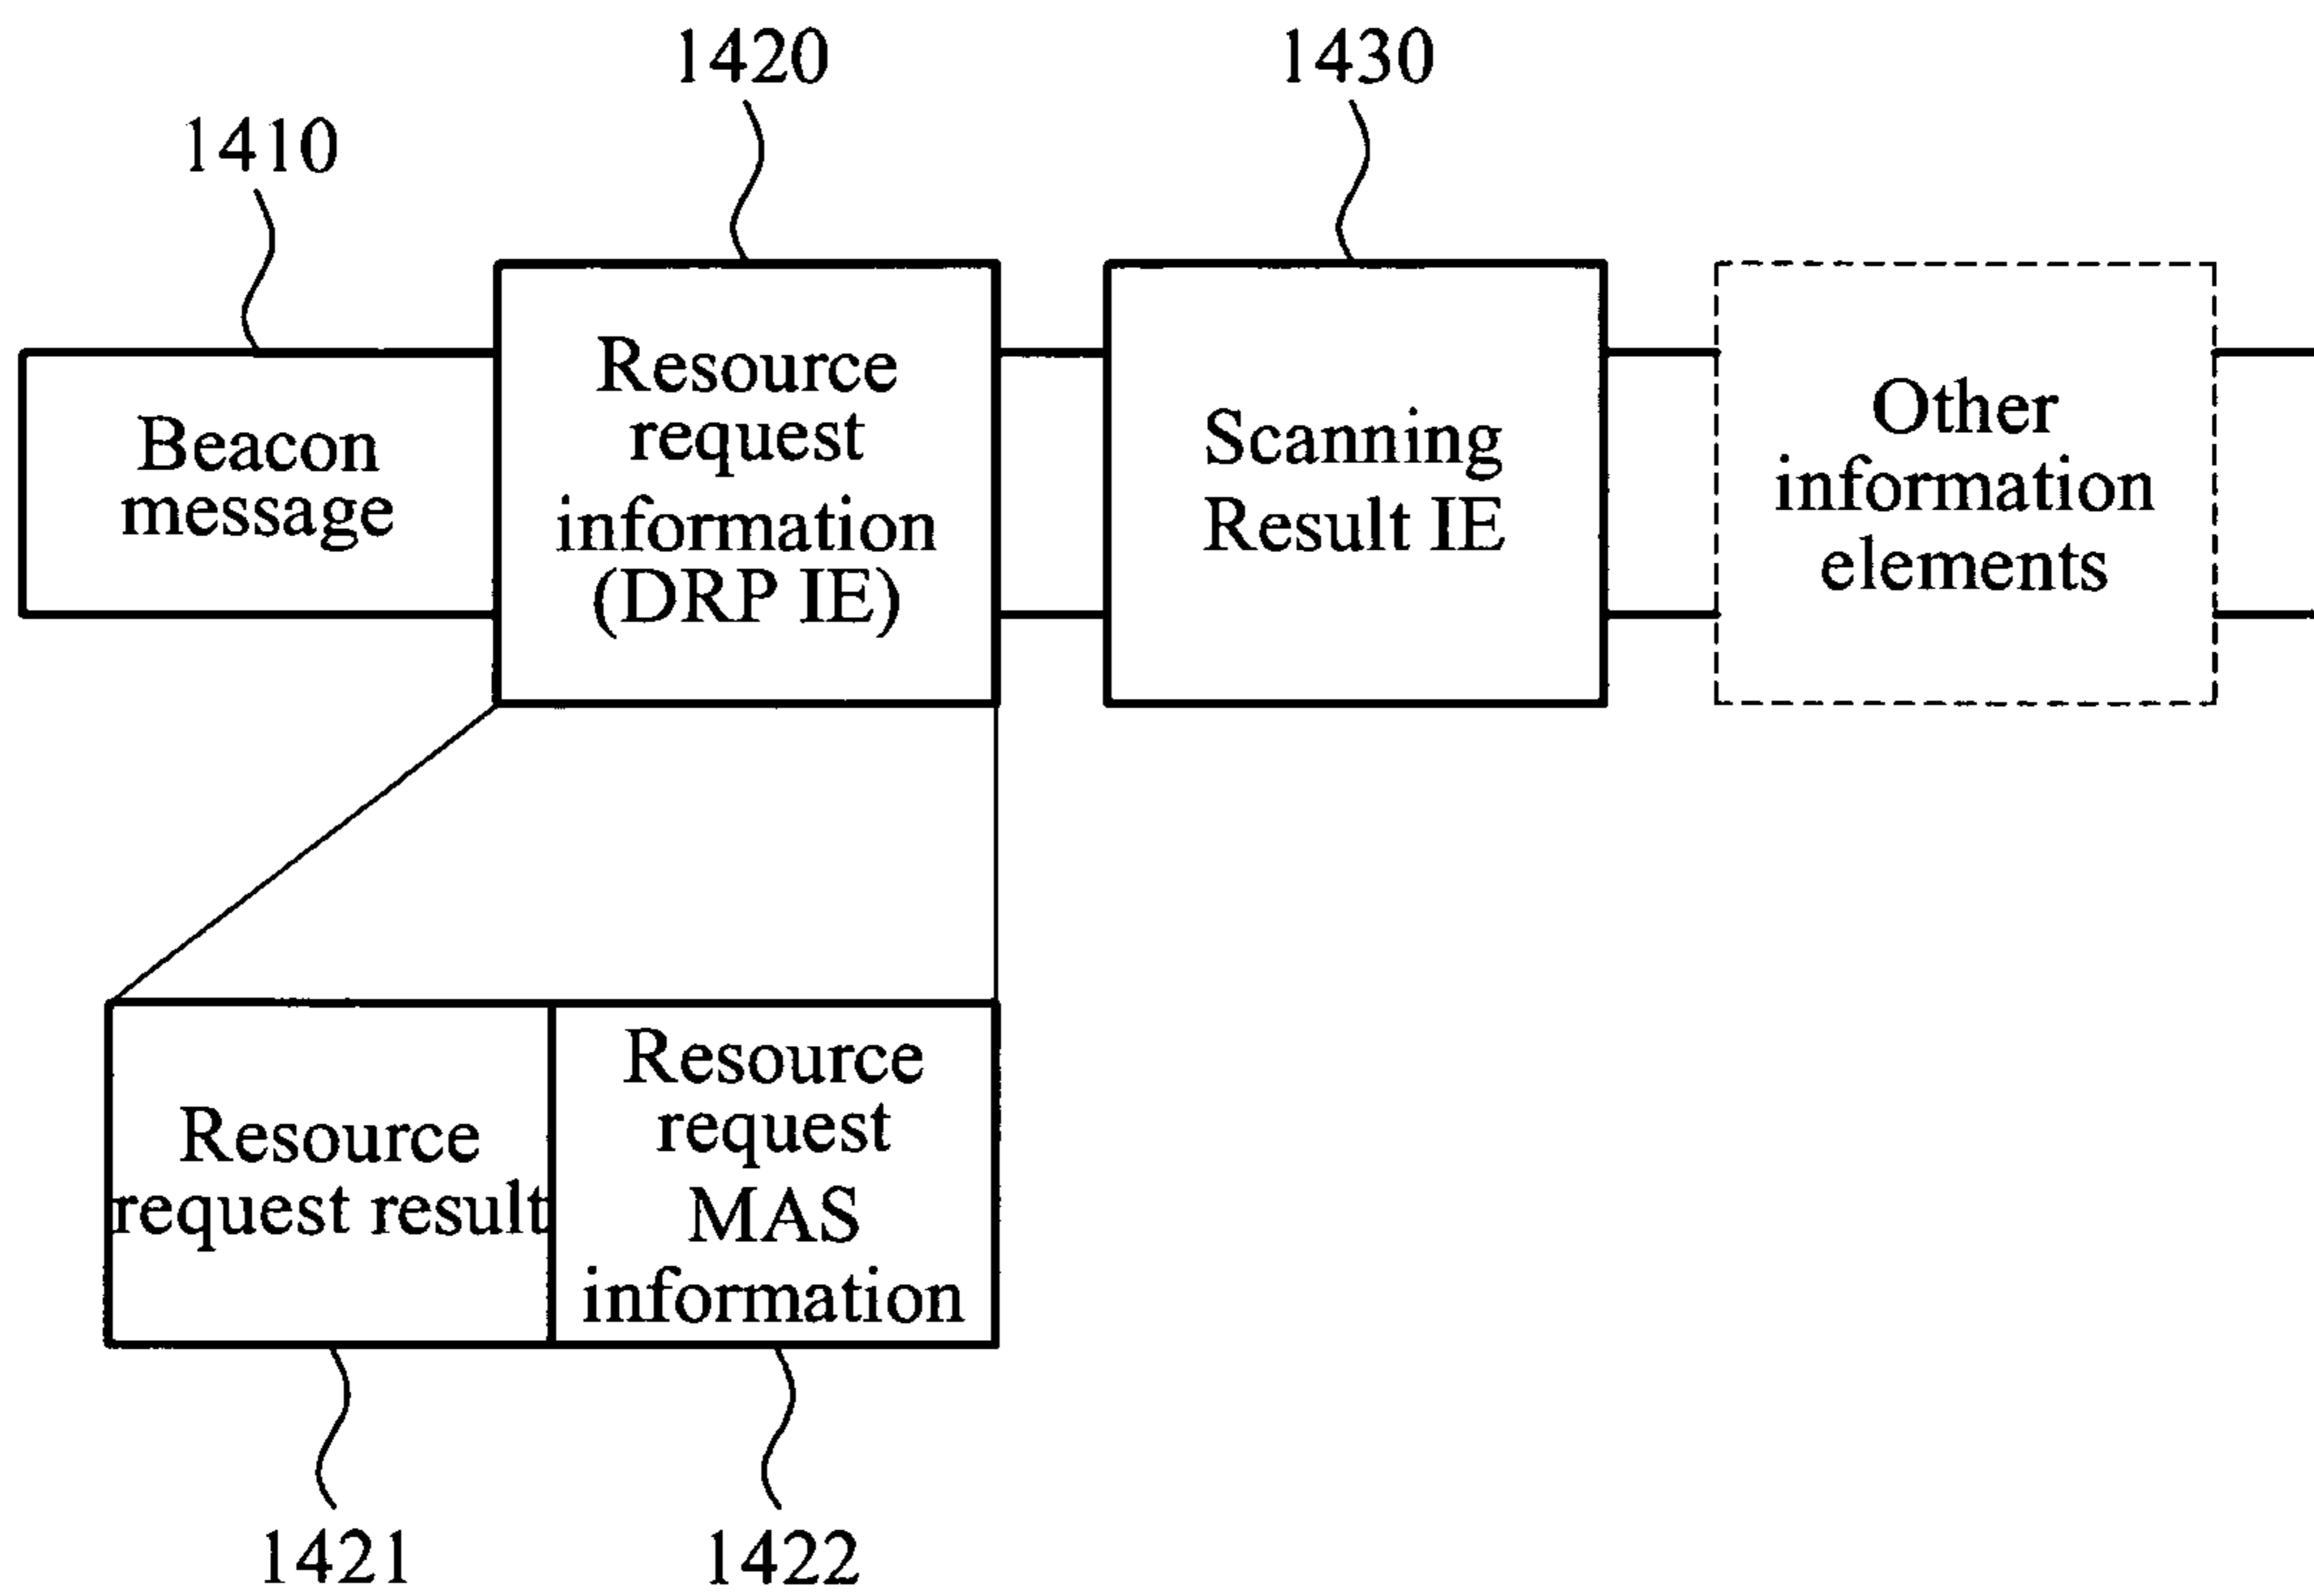 1420
1430
1410
Beacon
message
Resource
request
information
(DRP IE)
Scanning
Result IE
Other
information
elements
Resource
request result
Resource
request
MAS
information
1421
1422